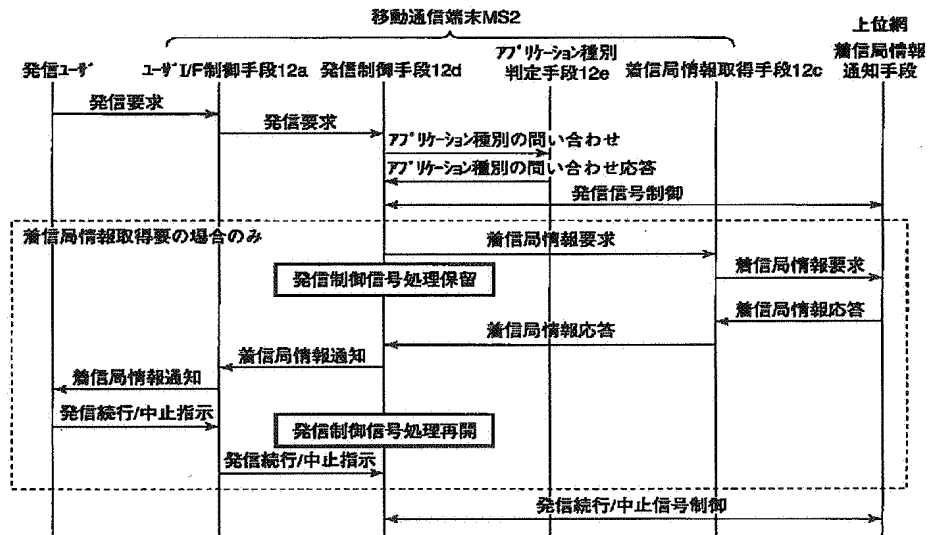 移動通信端末MS2
上位網
発信ユーザ
ユーザI/F制御手段12a
発信制御手段12d
アプリケーション種別
判定手段12e
着信局情報取得手段12c
着信局情報
通知手段
発信要求
発信要求
アプリケーション種別の問い合わせ
アプリケーション種別の問い合わせ応答
発信信号制御
着信局情報取得要の場合のみ
着信局情報要求
着信局情報要求
発信制御信号処理保留
着信局情報応答
着信局情報応答
着信局情報通知
着信局情報通知
発信続行/中止指示
発信制御信号処理再開
発信続行/中止指示
発信続行/中止信号制御